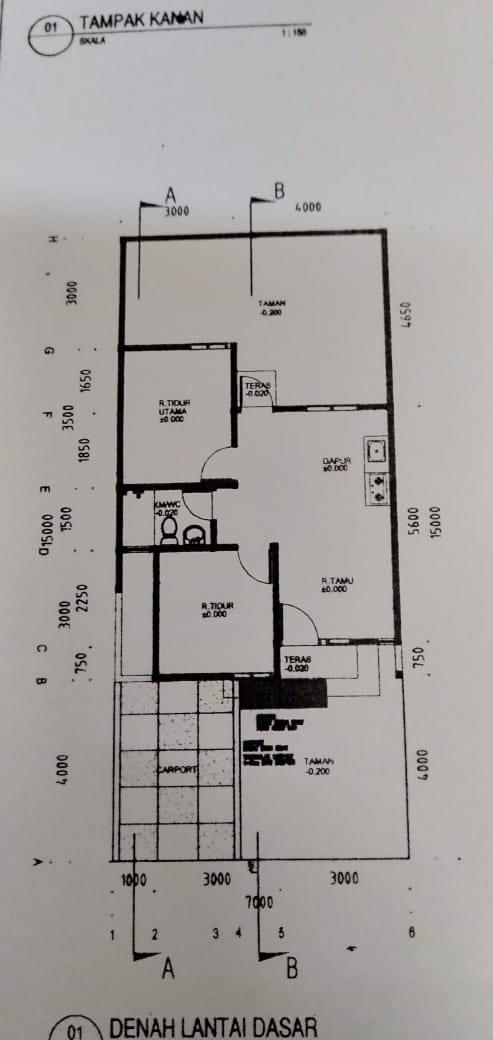 01 TAMPAK KANAN
SKALA 1 : 150
A B
3000 4000
H
3000
TAMAN
-0.200
4650
G
1650
TERAS
-0.020
R.TIDUR
UTAMA
±0.000
F
3500
1850
DAPUR
±0.000
E
KM/WC
-0.020
1500
15000
5600
15000
D
R.TAMU
±0.000
2250
3000
R.TIDUR
±0.000
C
750
TERAS
-0.020
750
B
TAMAN
-0.200
CARPORT
4000
4000
A
1000 3000 3000
7000
1 2 3 4 5 6
A B
01 DENAH LANTAI DASAR